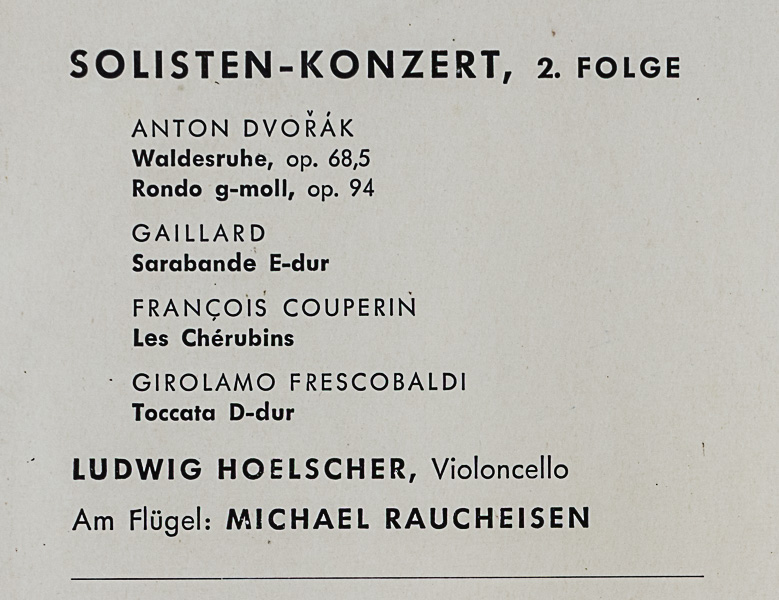 SOLISTEN-KONZERT, 2. FOLGE
ANTON DVOŘÁK
Waldesruhe, op. 68,5
Rondo g-moll, op. 94
GAILLARD
Sarabande E-dur
FRANÇOIS COUPERIN
Les Chérubins
GIROLAMO FRESCOBALDI
Toccata D-dur
LUDWIG HOELSCHER, Violoncello
Am Flügel: MICHAEL RAUCHEISEN